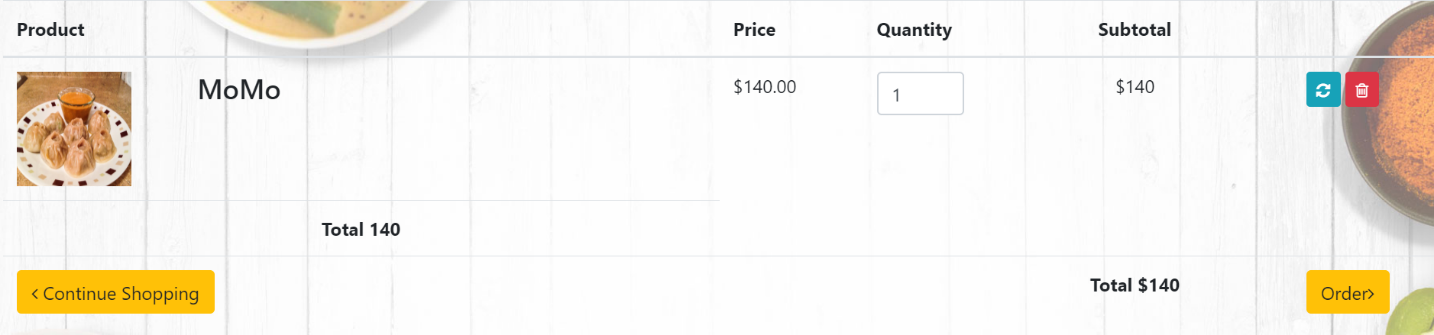 Product Price Quantity Subtotal
MoMo $140.00 1 $140
Total 140
Total $140
< Continue Shopping Order>